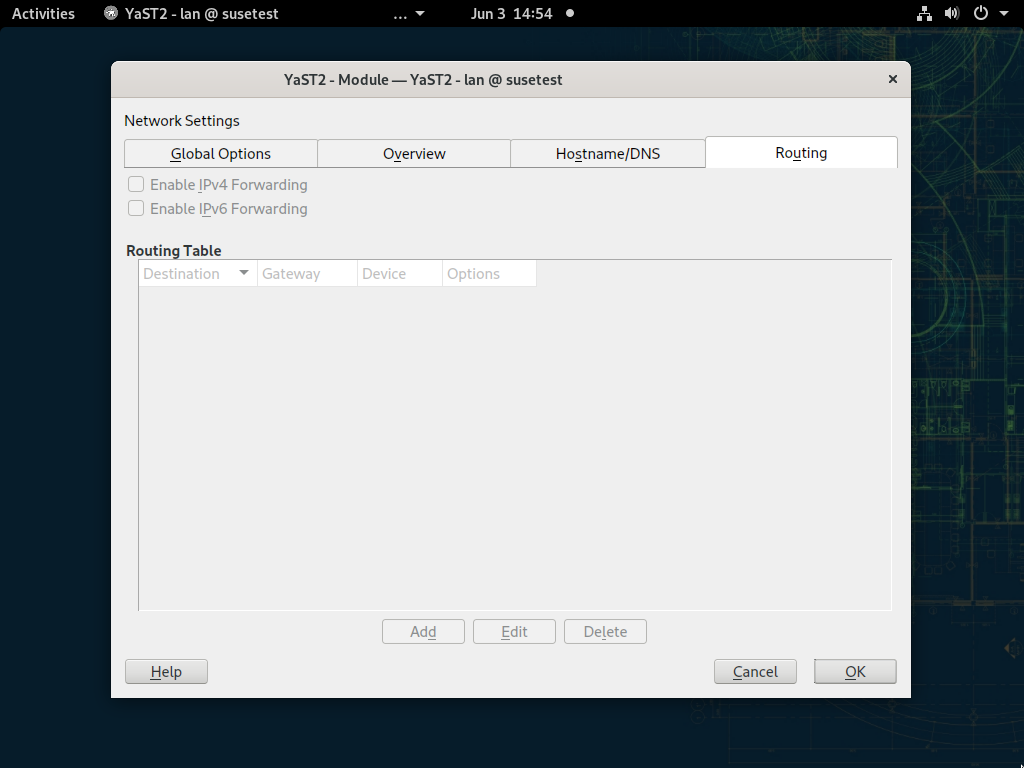 Activities YaST2 - lan @ susetest ... Jun 3 14:54
YaST2 - Module — YaST2 - lan @ susetest
Network Settings
Global Options Overview Hostname/DNS Routing
Enable IPv4 Forwarding
Enable IPv6 Forwarding
Routing Table
Destination Gateway Device Options
Add Edit Delete
Help Cancel OK